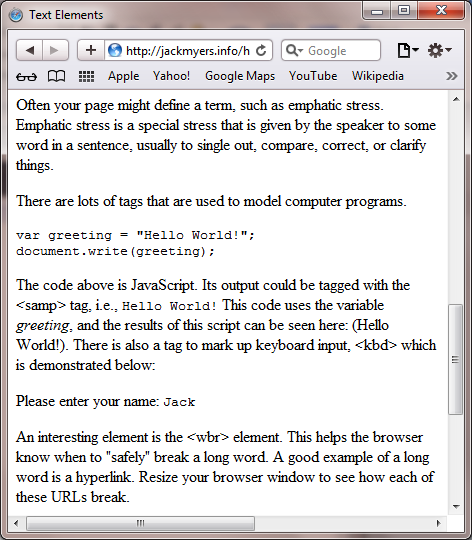 Text Elements
http://jackmyers.info/h
Google
Apple Yahoo! Google Maps YouTube Wikipedia
Often your page might define a term, such as emphatic stress.
Emphatic stress is a special stress that is given by the speaker to some
word in a sentence, usually to single out, compare, correct, or clarify
things.
There are lots of tags that are used to model computer programs.
var greeting = "Hello World!";
document.write(greeting);
The code above is JavaScript. Its output could be tagged with the
<samp> tag, i.e., Hello World! This code uses the variable
greeting, and the results of this script can be seen here: (Hello
World!). There is also a tag to mark up keyboard input, <kbd> which
is demonstrated below:
Please enter your name: Jack
An interesting element is the <wbr> element. This helps the browser
know when to "safely" break a long word. A good example of a long
word is a hyperlink. Resize your browser window to see how each of
these URLs break.